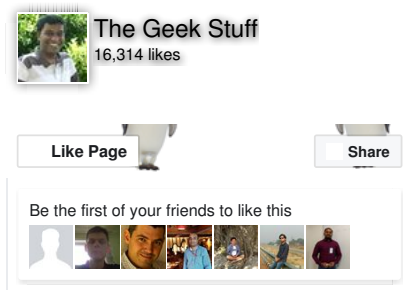 The Geek Stuff
16,314 likes
Like Page
Share
Be the first of your friends to like this